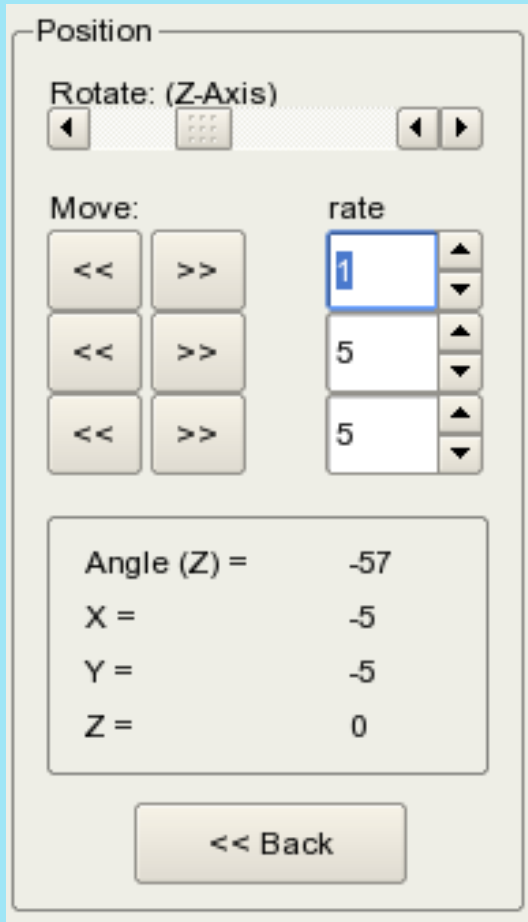 Position
Rotate: (Z-Axis)
Move: rate
<< >> 1
<< >> 5
<< >> 5
Angle (Z) = -57
X = -5
Y = -5
Z = 0
<< Back